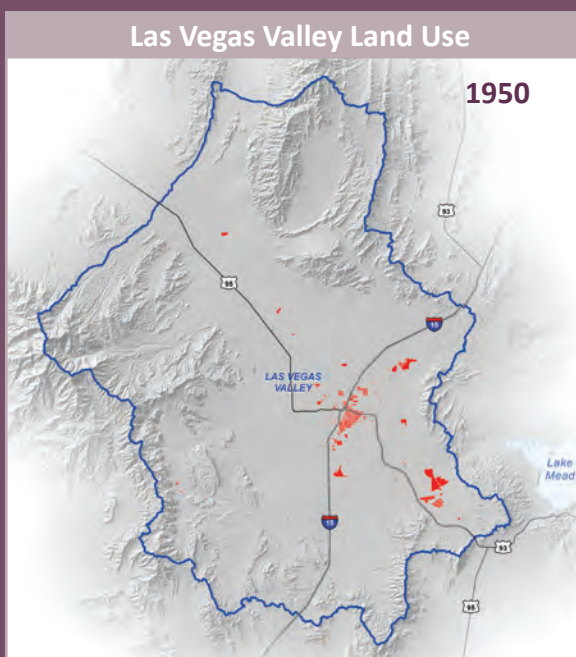 Las Vegas Valley Land Use
1950
93
95
15
LAS VEGAS
VALLEY
Lake
Mead
15
93
95